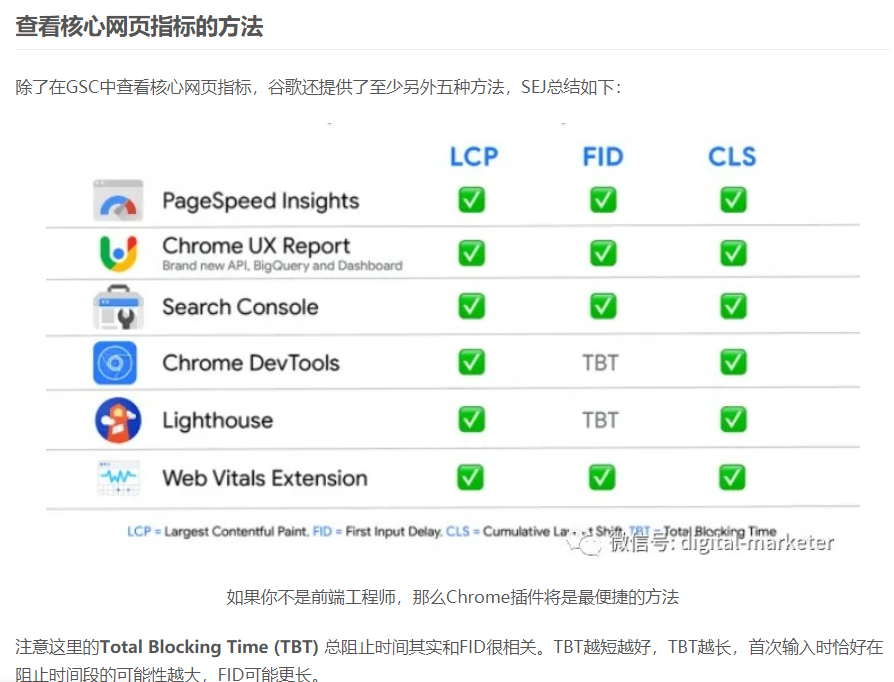 查看核心网页指标的方法
除了在GSC中查看核心网页指标，谷歌还提供了至少另外五种方法，SEJ总结如下：
LCP FID CLS
PageSpeed Insights
Chrome UX Report
Brand new API, BigQuery and Dashboard
Search Console
Chrome DevTools TBT
Lighthouse TBT
Web Vitals Extension
LCP = Largest Contentful Paint, FID = First Input Delay, CLS = Cumulative Layout Shift, TBT = Total Blocking Time
微信号: digital-marketer
如果你不是前端工程师，那么Chrome插件将是最便捷的方法
注意这里的Total Blocking Time (TBT) 总阻止时间其实和FID很相关。TBT越短越好，TBT越长，首次输入时恰好在
阻止时间段的可能性越大，FID可能更长。